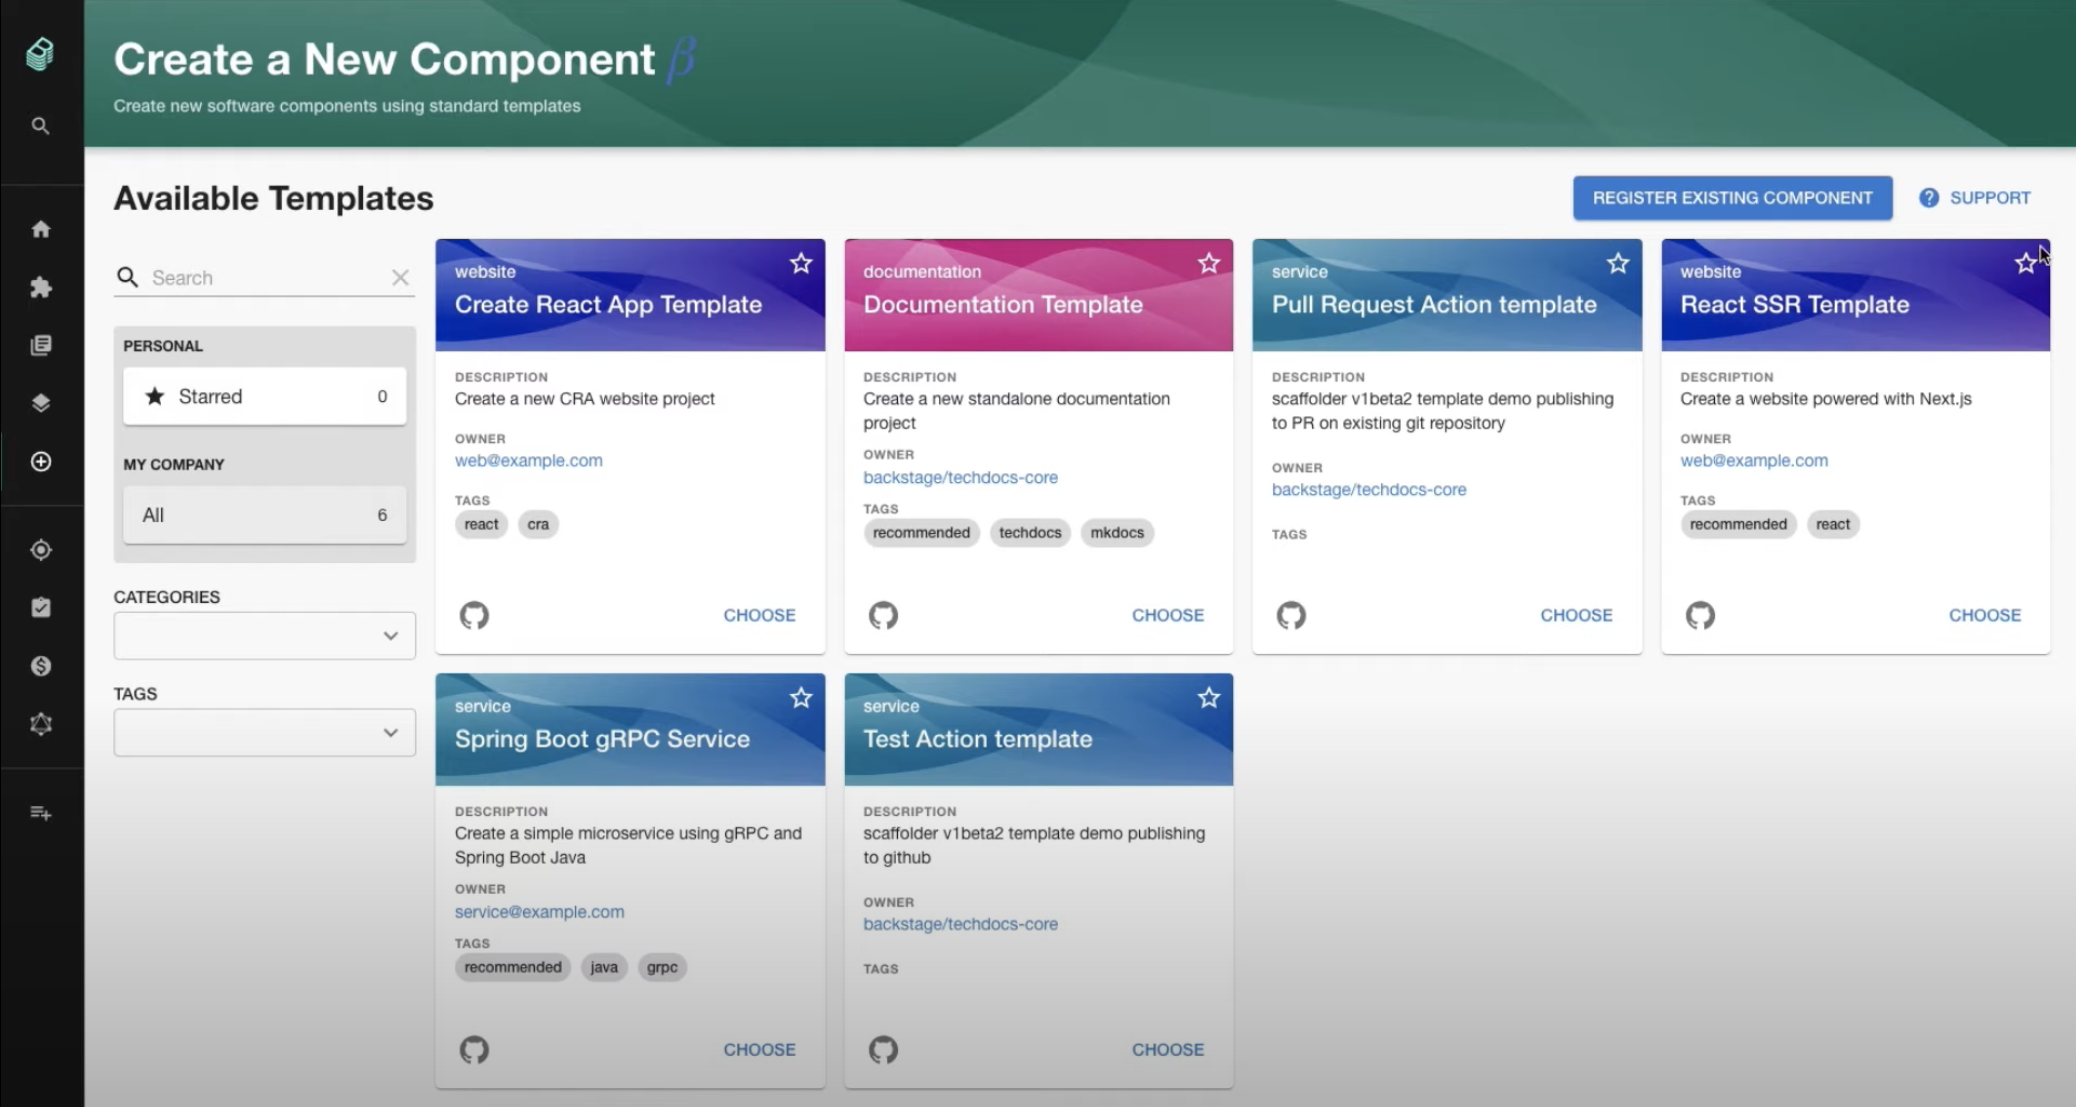 Create a New Component β
Create new software components using standard templates
Available Templates
REGISTER EXISTING COMPONENT
SUPPORT
Search
PERSONAL
Starred 0
MY COMPANY
All 6
CATEGORIES
TAGS
website
Create React App Template
DESCRIPTION
Create a new CRA website project
OWNER
web@example.com
TAGS
react cra
CHOOSE
documentation
Documentation Template
DESCRIPTION
Create a new standalone documentation
project
OWNER
backstage/techdocs-core
TAGS
recommended techdocs mkdocs
CHOOSE
service
Pull Request Action template
DESCRIPTION
scaffolder v1beta2 template demo publishing
to PR on existing git repository
OWNER
backstage/techdocs-core
TAGS
CHOOSE
website
React SSR Template
DESCRIPTION
Create a website powered with Next.js
OWNER
web@example.com
TAGS
recommended react
CHOOSE
service
Spring Boot gRPC Service
DESCRIPTION
Create a simple microservice using gRPC and
Spring Boot Java
OWNER
service@example.com
TAGS
recommended java grpc
CHOOSE
service
Test Action template
DESCRIPTION
scaffolder v1beta2 template demo publishing
to github
OWNER
backstage/techdocs-core
TAGS
CHOOSE